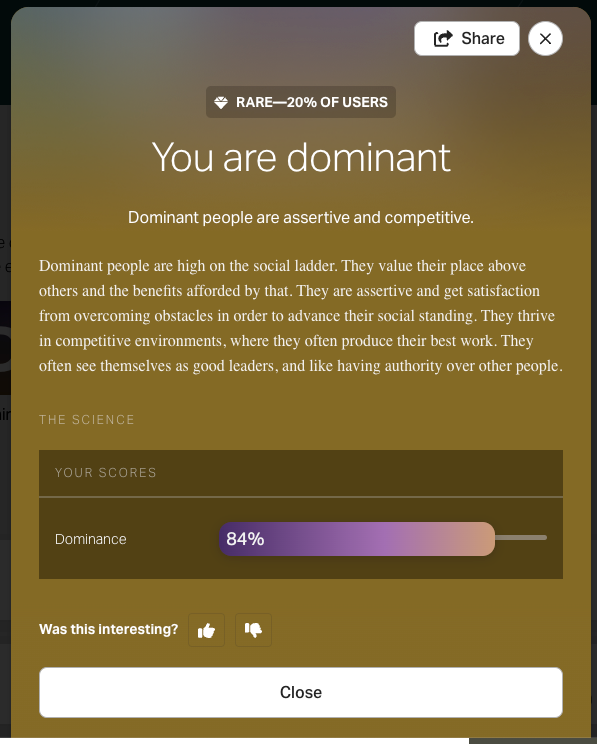 Share
RARE—20% OF USERS
You are dominant
Dominant people are assertive and competitive.
Dominant people are high on the social ladder. They value their place above
others and the benefits afforded by that. They are assertive and get satisfaction
from overcoming obstacles in order to advance their social standing. They thrive
in competitive environments, where they often produce their best work. They
often see themselves as good leaders, and like having authority over other people.
THE SCIENCE
YOUR SCORES
Dominance
84%
Was this interesting?
Close